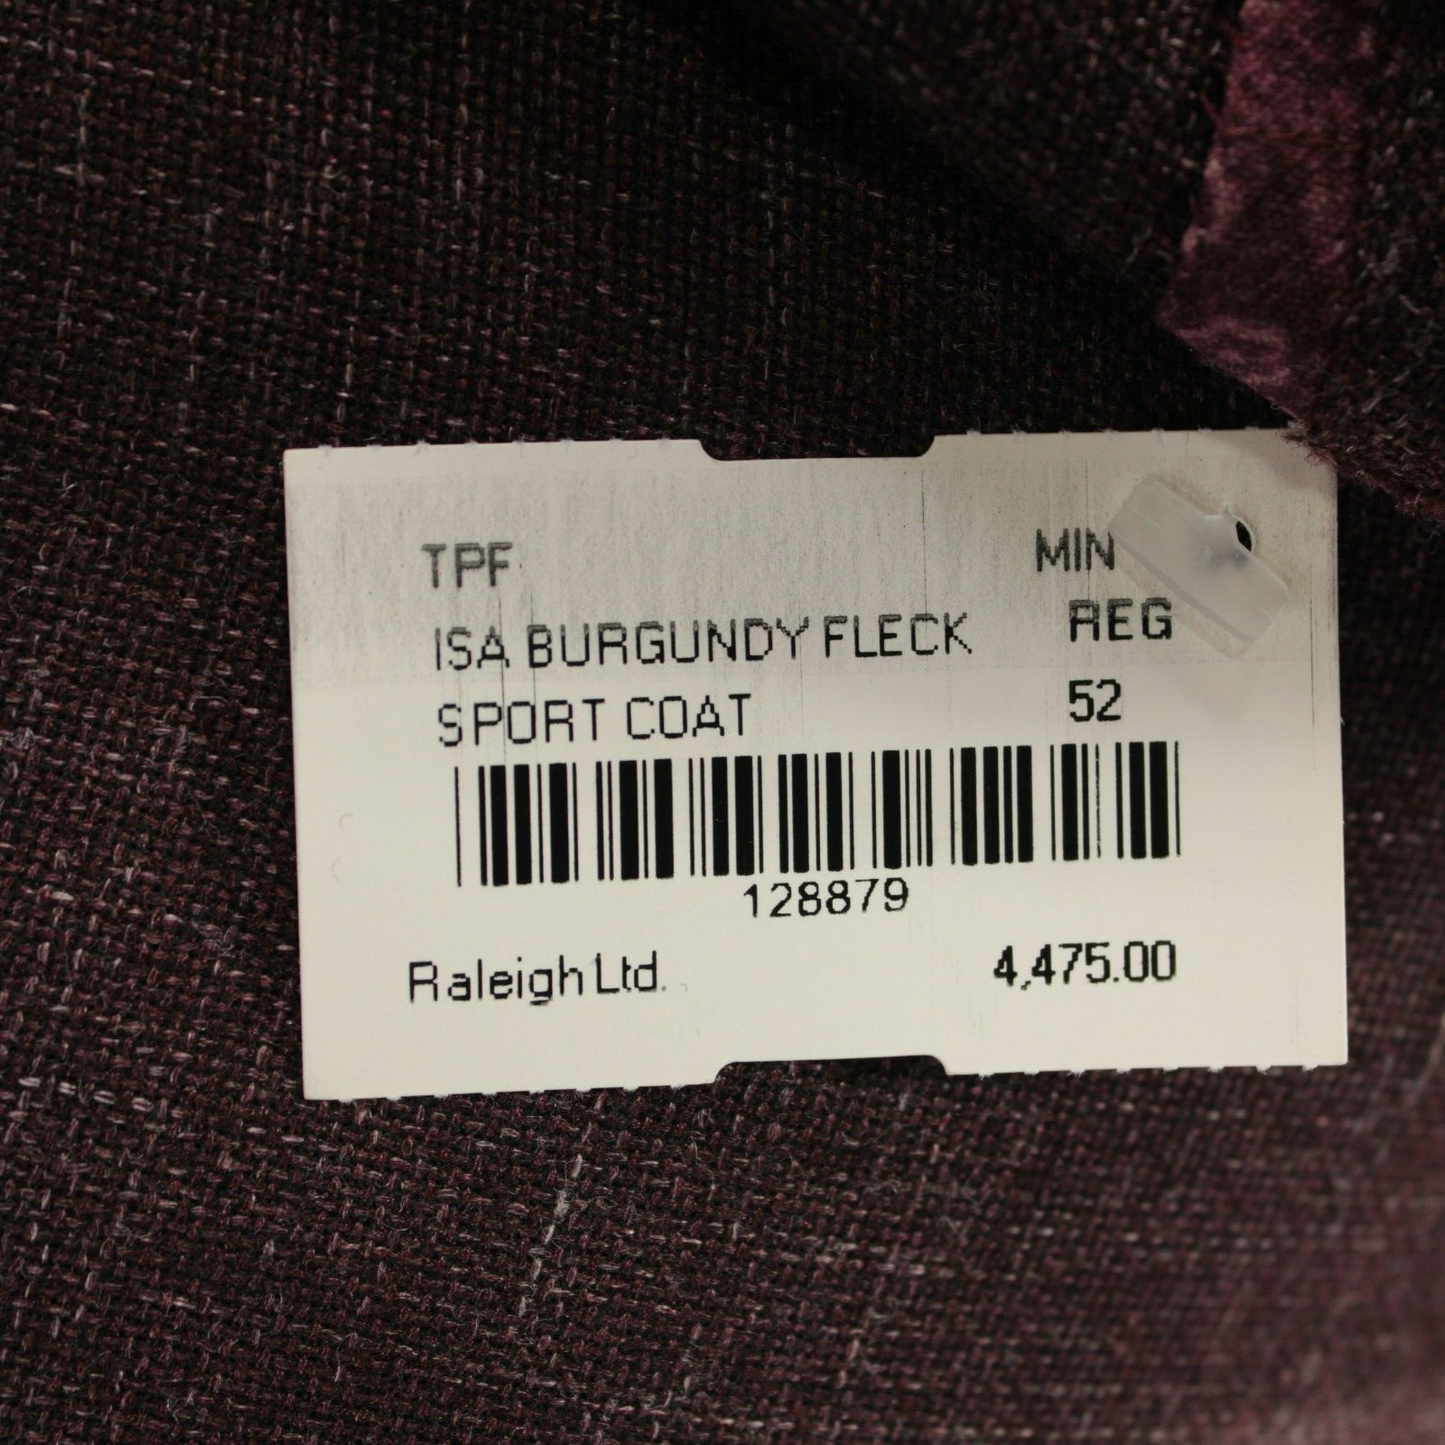 TPF MIN
ISA BURGUNDY FLECK REG
SPORT COAT 52
128879
Raleigh Ltd. 4,475.00